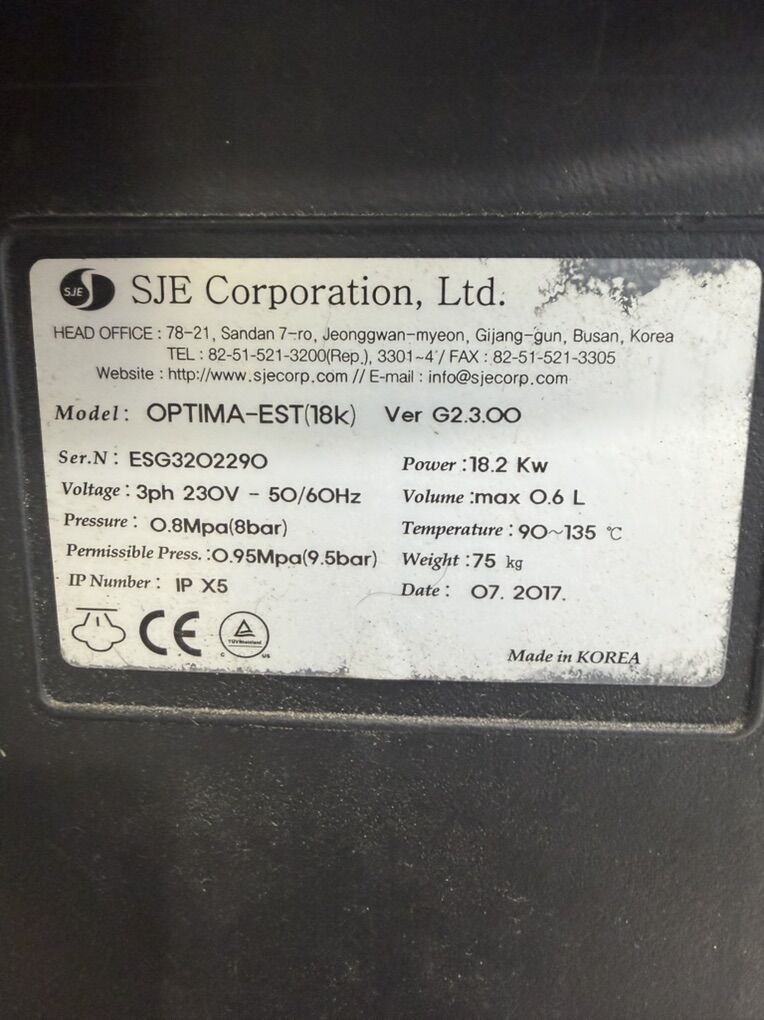 SJE SJE Corporation, Ltd.
HEAD OFFICE : 78-21, Sandan 7-ro, Jeonggwan-myeon, Gijang-gun, Busan, Korea
TEL : 82-51-521-3200(Rep.), 3301~4 / FAX : 82-51-521-3305
Website : http://www.sjecorp.com // E-mail : info@sjecorp.com
Model : OPTIMA-EST(18k) Ver G2.3.00
Ser.N : ESG3202290 Power : 18.2 Kw
Voltage : 3ph 230V - 50/60Hz Volume : max 0.6 L
Pressure : 0.8Mpa(8bar) Temperature : 90~135 ℃
Permissible Press. : 0.95Mpa(9.5bar) Weight : 75 kg
IP Number : IP X5 Date : 07. 2017.
CE TÜVRheinland C US
Made in KOREA